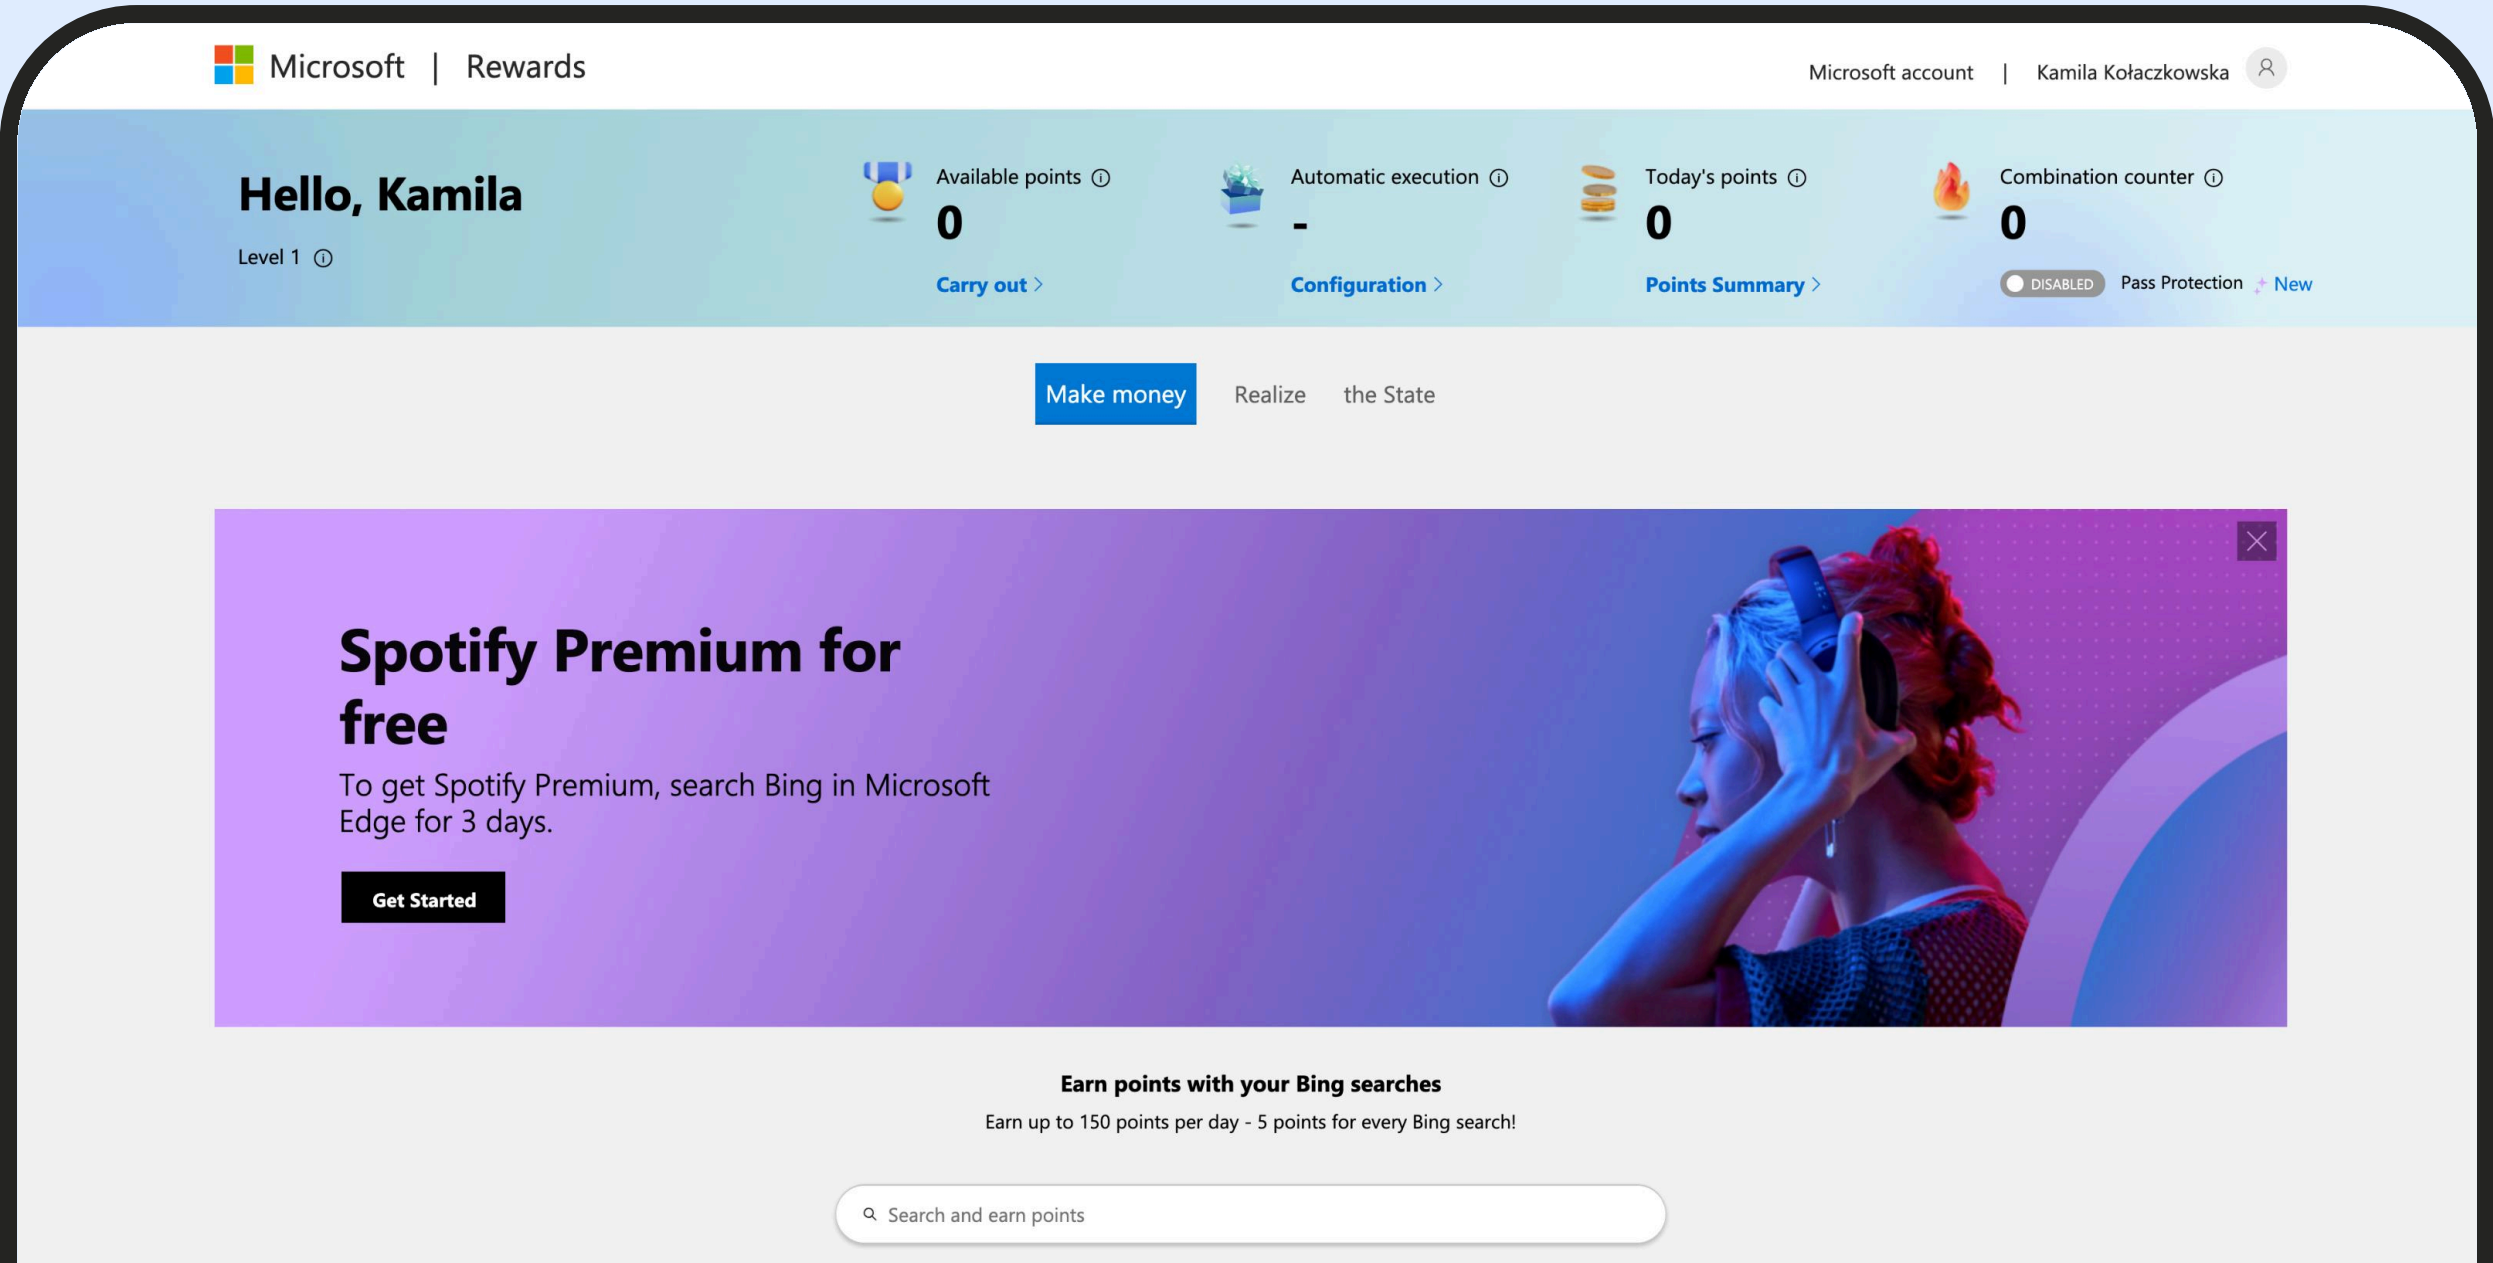 Microsoft | Rewards
Microsoft account | Kamila Kołaczkowska
Hello, Kamila
Level 1
Available points
0
Carry out
Automatic execution
-
Configuration
Today's points
0
Points Summary
Combination counter
0
DISABLED Pass Protection New
Make money Realize the State
Spotify Premium for
free
To get Spotify Premium, search Bing in Microsoft
Edge for 3 days.
Get Started
Earn points with your Bing searches
Earn up to 150 points per day - 5 points for every Bing search!
Search and earn points